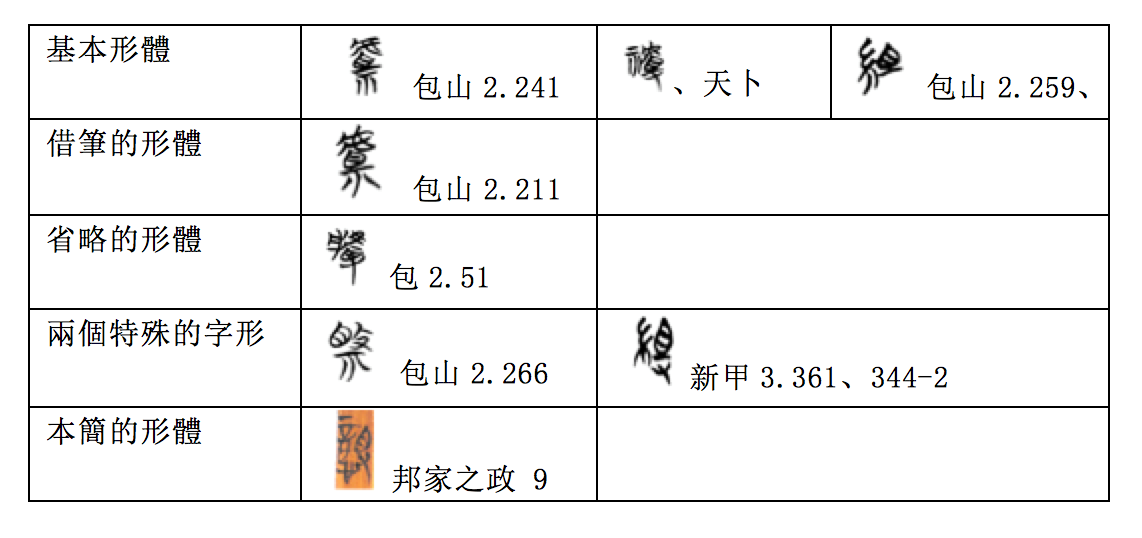 基本形體 包山 2.241 、天卜 包山 2.259、
借筆的形體 包山 2.211
省略的形體 包 2.51
兩個特殊的字形 包山 2.266 新甲 3.361、344-2
本簡的形體 邦家之政 9